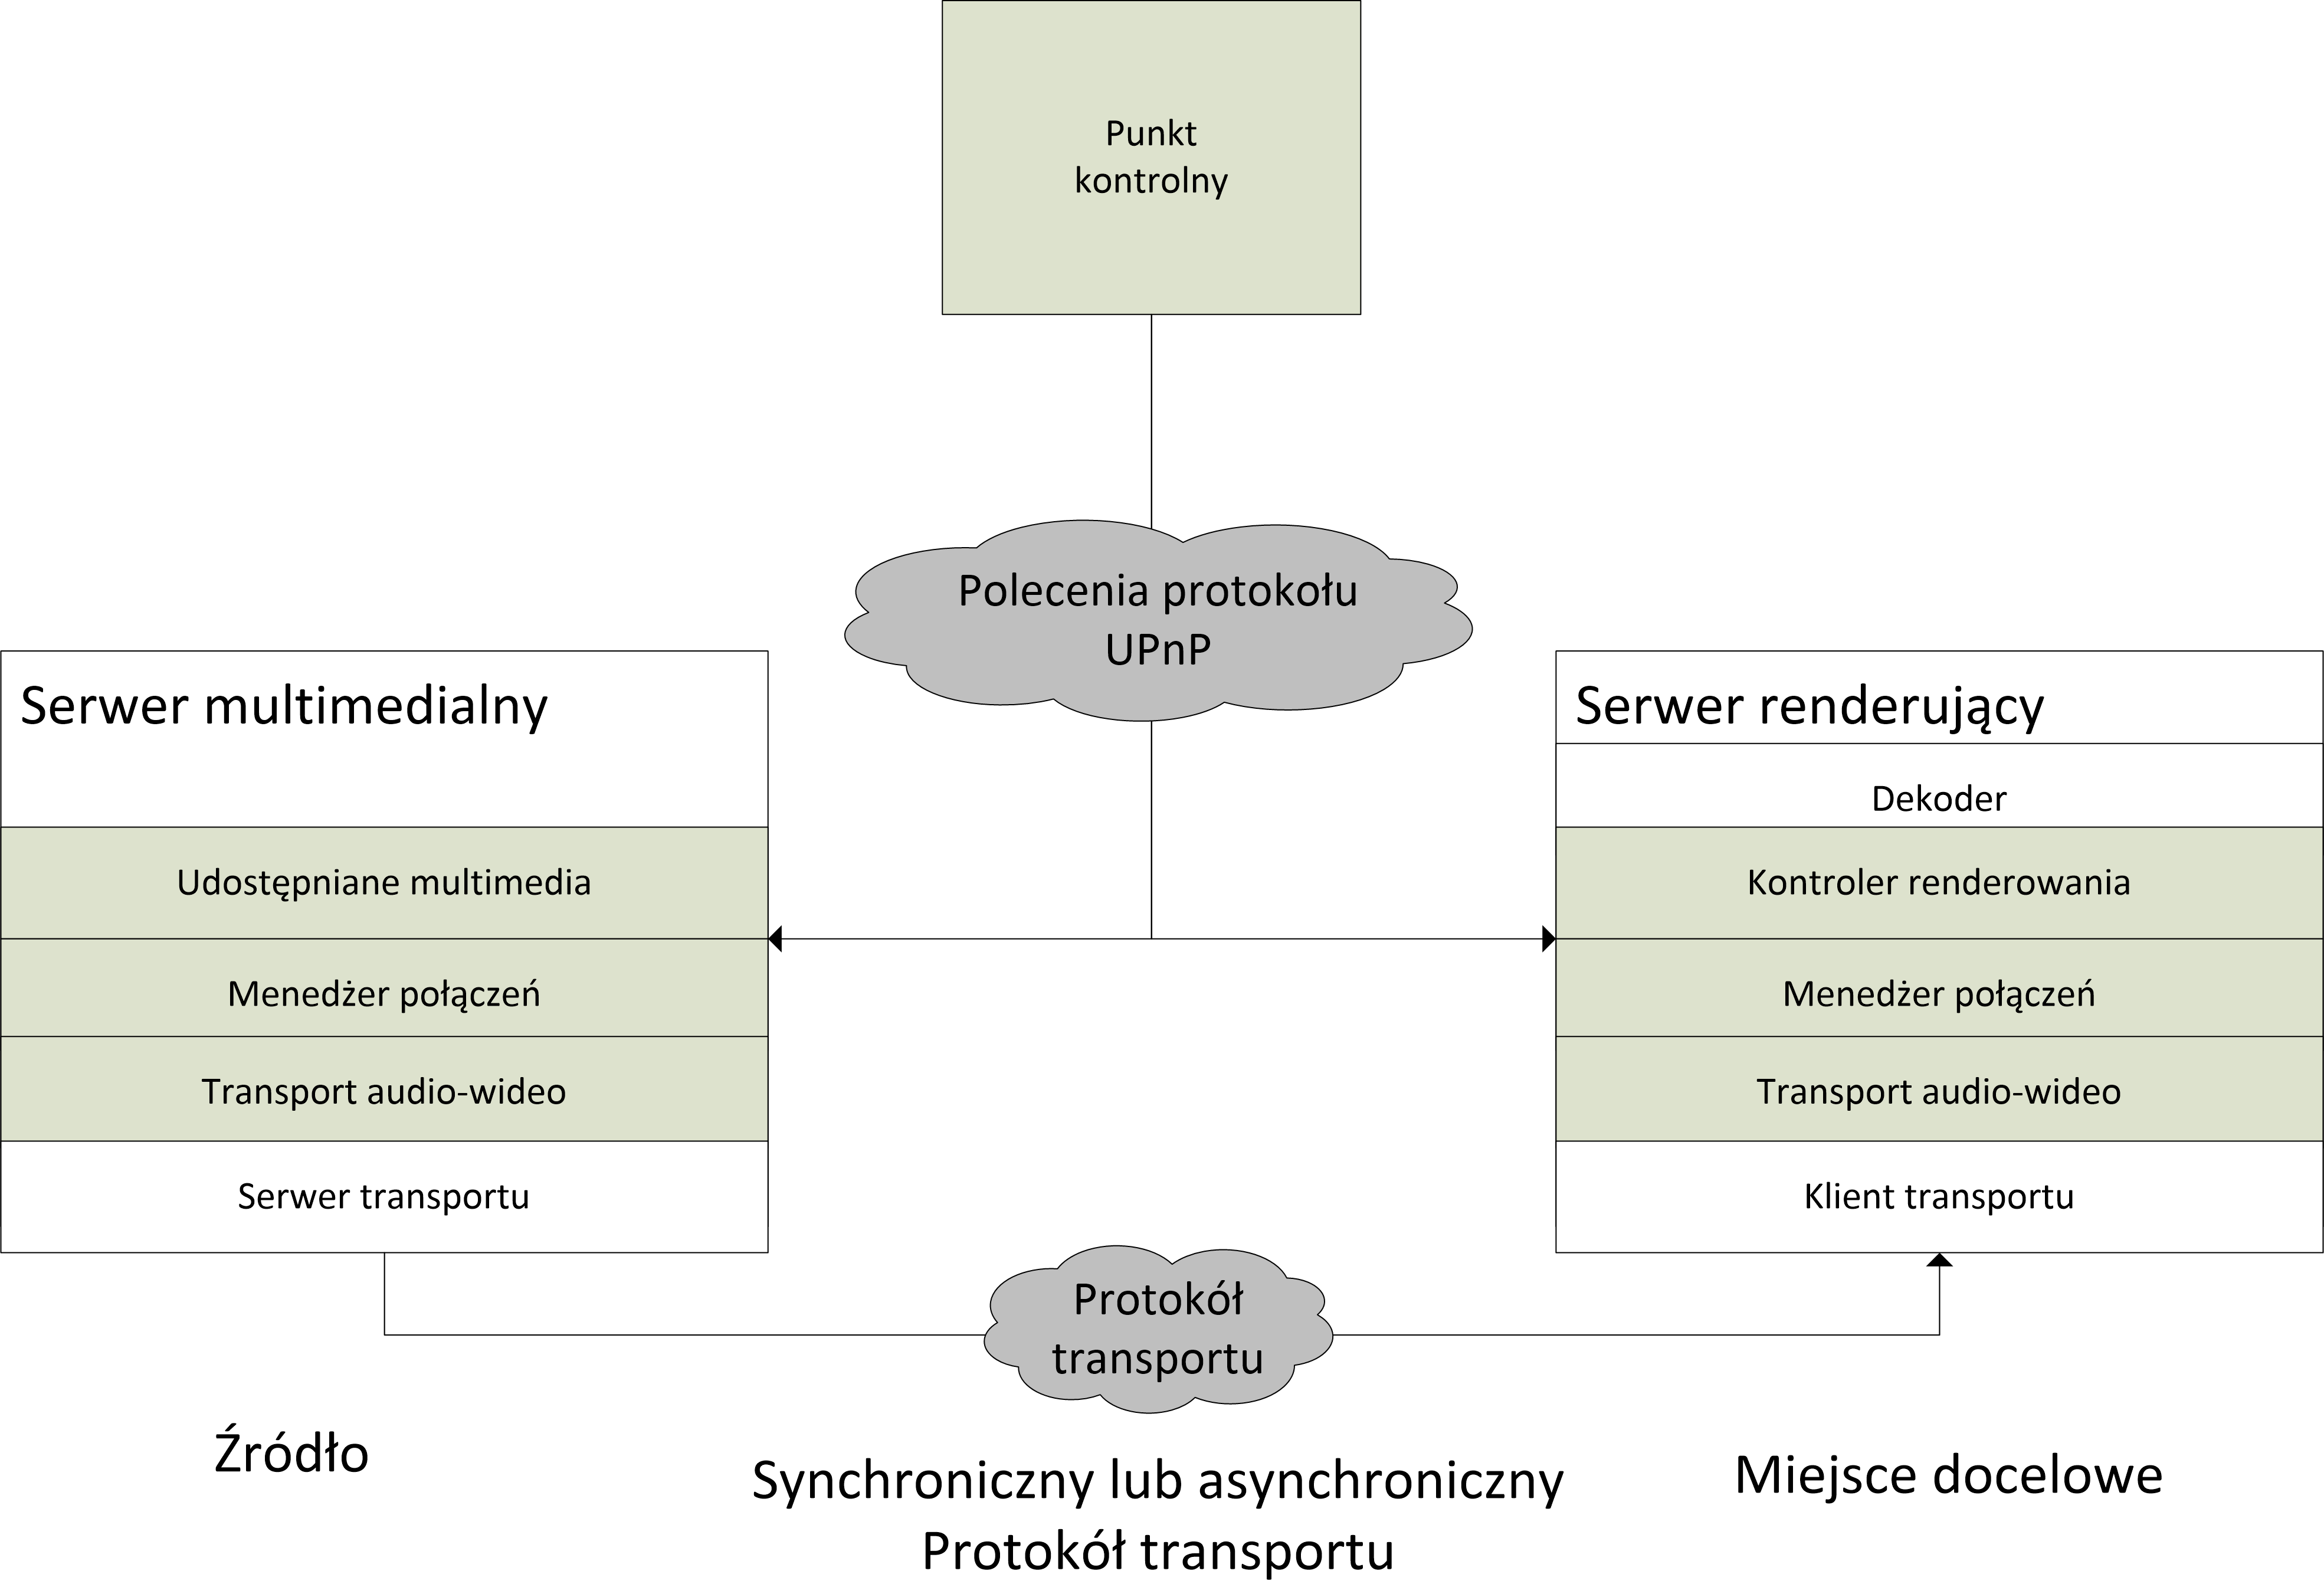 Punkt
kontrolny
Polecenia protokołu
UPnP
Serwer multimedialny
Udostępniane multimedia
Menedżer połączeń
Transport audio-wideo
Serwer transportu
Serwer renderujący
Dekoder
Kontroler renderowania
Menedżer połączeń
Transport audio-wideo
Klient transportu
Protokół
transportu
Źródło
Synchroniczny lub asynchroniczny
Protokół transportu
Miejsce docelowe